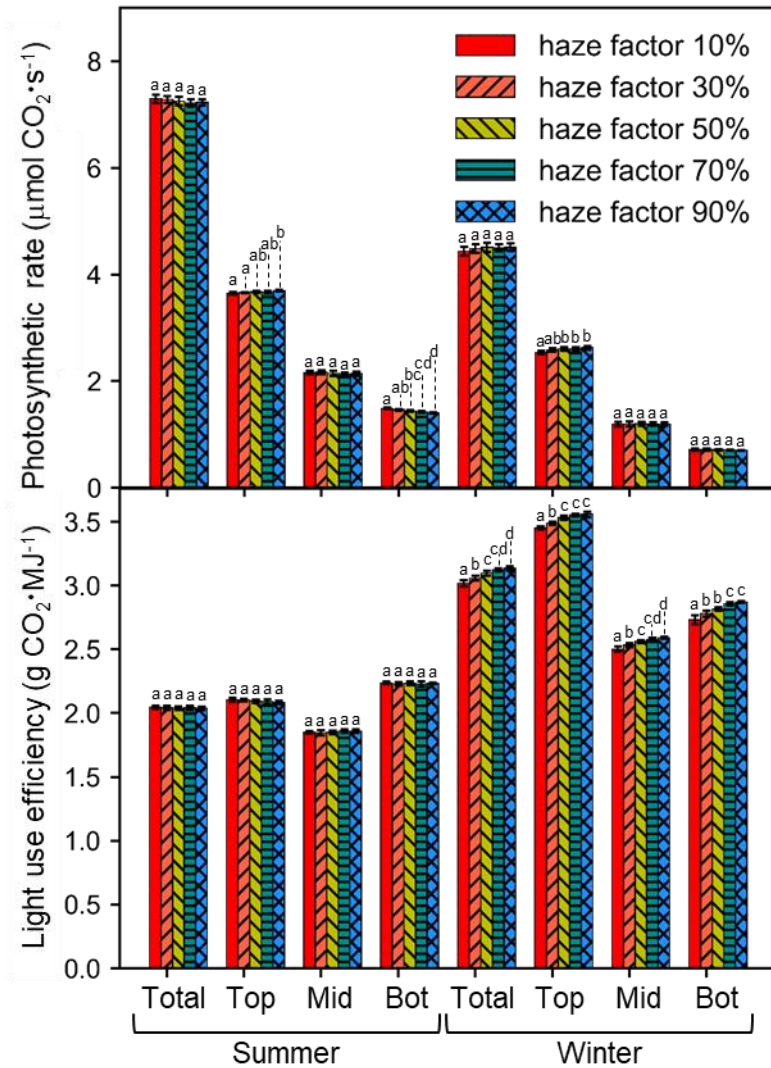 Photosynthetic rate (μmol CO₂·s⁻¹)
8
6
4
2
0
haze factor 10%
haze factor 30%
haze factor 50%
haze factor 70%
haze factor 90%
a a a a a
a a ab ab b
a a a a a
a ab bc cd d
a a a a a
a ab b b b
a a a a a
a a a a a
Light use efficiency (g CO₂·MJ⁻¹)
3.5
3.0
2.5
2.0
1.5
1.0
0.5
0.0
a a a a a
a a a a a
a a a a a
a a a a a
a b c cd d
a b c c c
a b c cd d
a b b c c
Total Top Mid Bot Total Top Mid Bot
Summer Winter